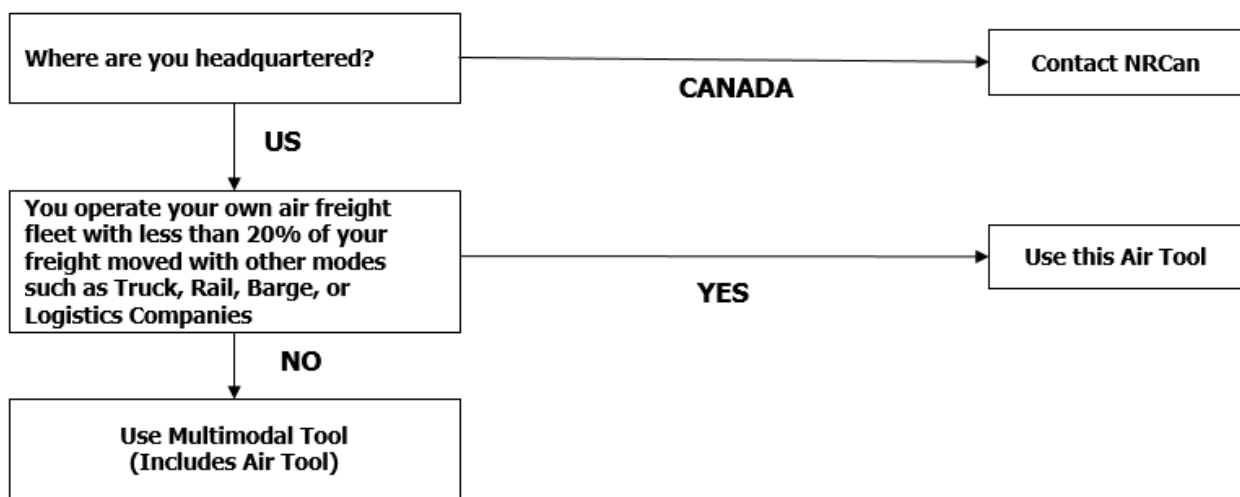 Where are you headquartered?
CANADA
Contact NRCan
US
You operate your own air freight
fleet with less than 20% of your
freight moved with other modes
such as Truck, Rail, Barge, or
Logistics Companies
YES
Use this Air Tool
NO
Use Multimodal Tool
(Includes Air Tool)